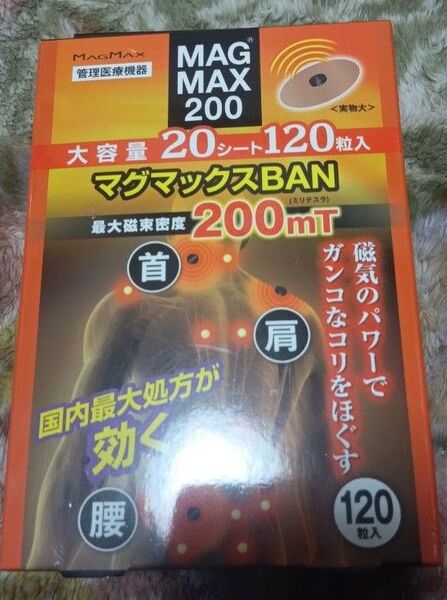 MAGMAX
管理医療機器
MAG®
MAX
200
<実物大>
大容量 20シート120粒入
マグマックスBAN
最大磁束密度 200mT
(ミリテスラ)
首
肩
磁気のパワーで
ガンコなコリをほぐす
国内最大処方が
効く
腰
120
粒入